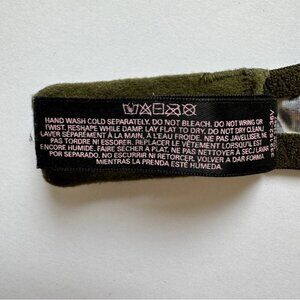 HAND WASH COLD SEPARATELY. DO NOT BLEACH. DO NOT WRING OR
TWIST. RESHAPE WHILE DAMP. LAY FLAT TO DRY. DO NOT DRY CLEAN./
LAVER SÉPARÉMENT À LA MAIN, À L'EAU FROIDE. NE PAS JAVELLISER. NE
PAS TORDRE NI ESSORER. REPLACER LE VÊTEMENT LORSQU'IL EST
ENCORE HUMIDE. FAIRE SÉCHER À PLAT. NE PAS NETTOYER À SEC./ LAVAR
POR SEPARADO. NO ESCURRIR NI RETORCER. VOLVER A DAR FORMA
MIENTRAS LA PRENDA ESTÉ HUMEDA.